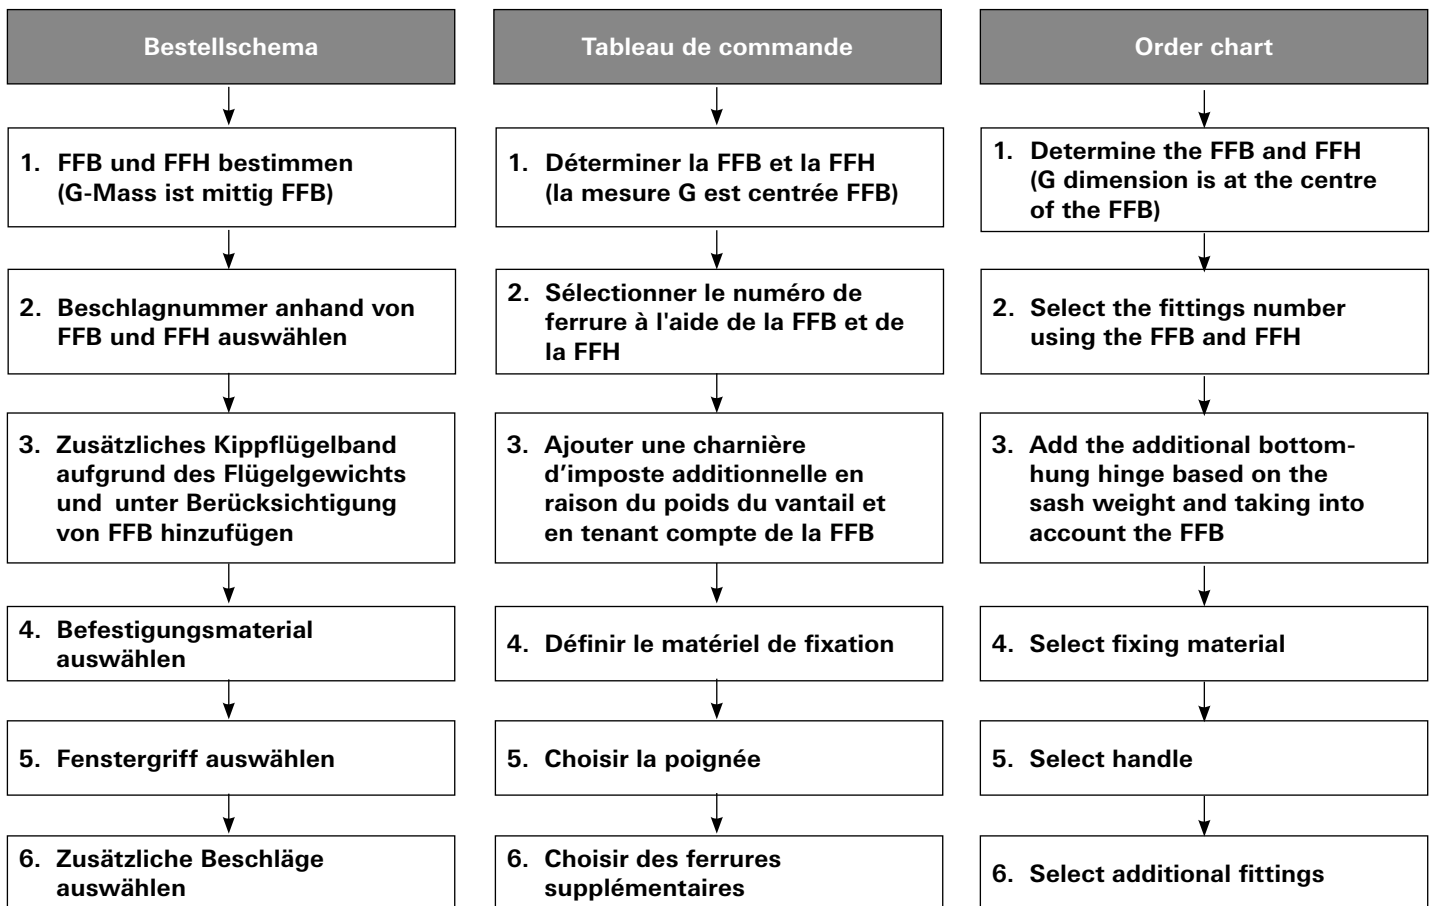 Bestellschema
1. FFB und FFH bestimmen
(G-Mass ist mittig FFB)
2. Beschlagnummer anhand von
FFB und FFH auswählen
3. Zusätzliches Kippflügelband
aufgrund des Flügelgewichts
und unter Berücksichtigung
von FFB hinzufügen
4. Befestigungsmaterial
auswählen
5. Fenstergriff auswählen
6. Zusätzliche Beschläge
auswählen
Tableau de commande
1. Déterminer la FFB et la FFH
(la mesure G est centrée FFB)
2. Sélectionner le numéro de
ferrure à l'aide de la FFB et de
la FFH
3. Ajouter une charnière
d’imposte additionnelle en
raison du poids du vantail et
en tenant compte de la FFB
4. Définir le matériel de fixation
5. Choisir la poignée
6. Choisir des ferrures
supplémentaires
Order chart
1. Determine the FFB and FFH
(G dimension is at the centre
of the FFB)
2. Select the fittings number
using the FFB and FFH
3. Add the additional bottom-
hung hinge based on the
sash weight and taking into
account the FFB
4. Select fixing material
5. Select handle
6. Select additional fittings